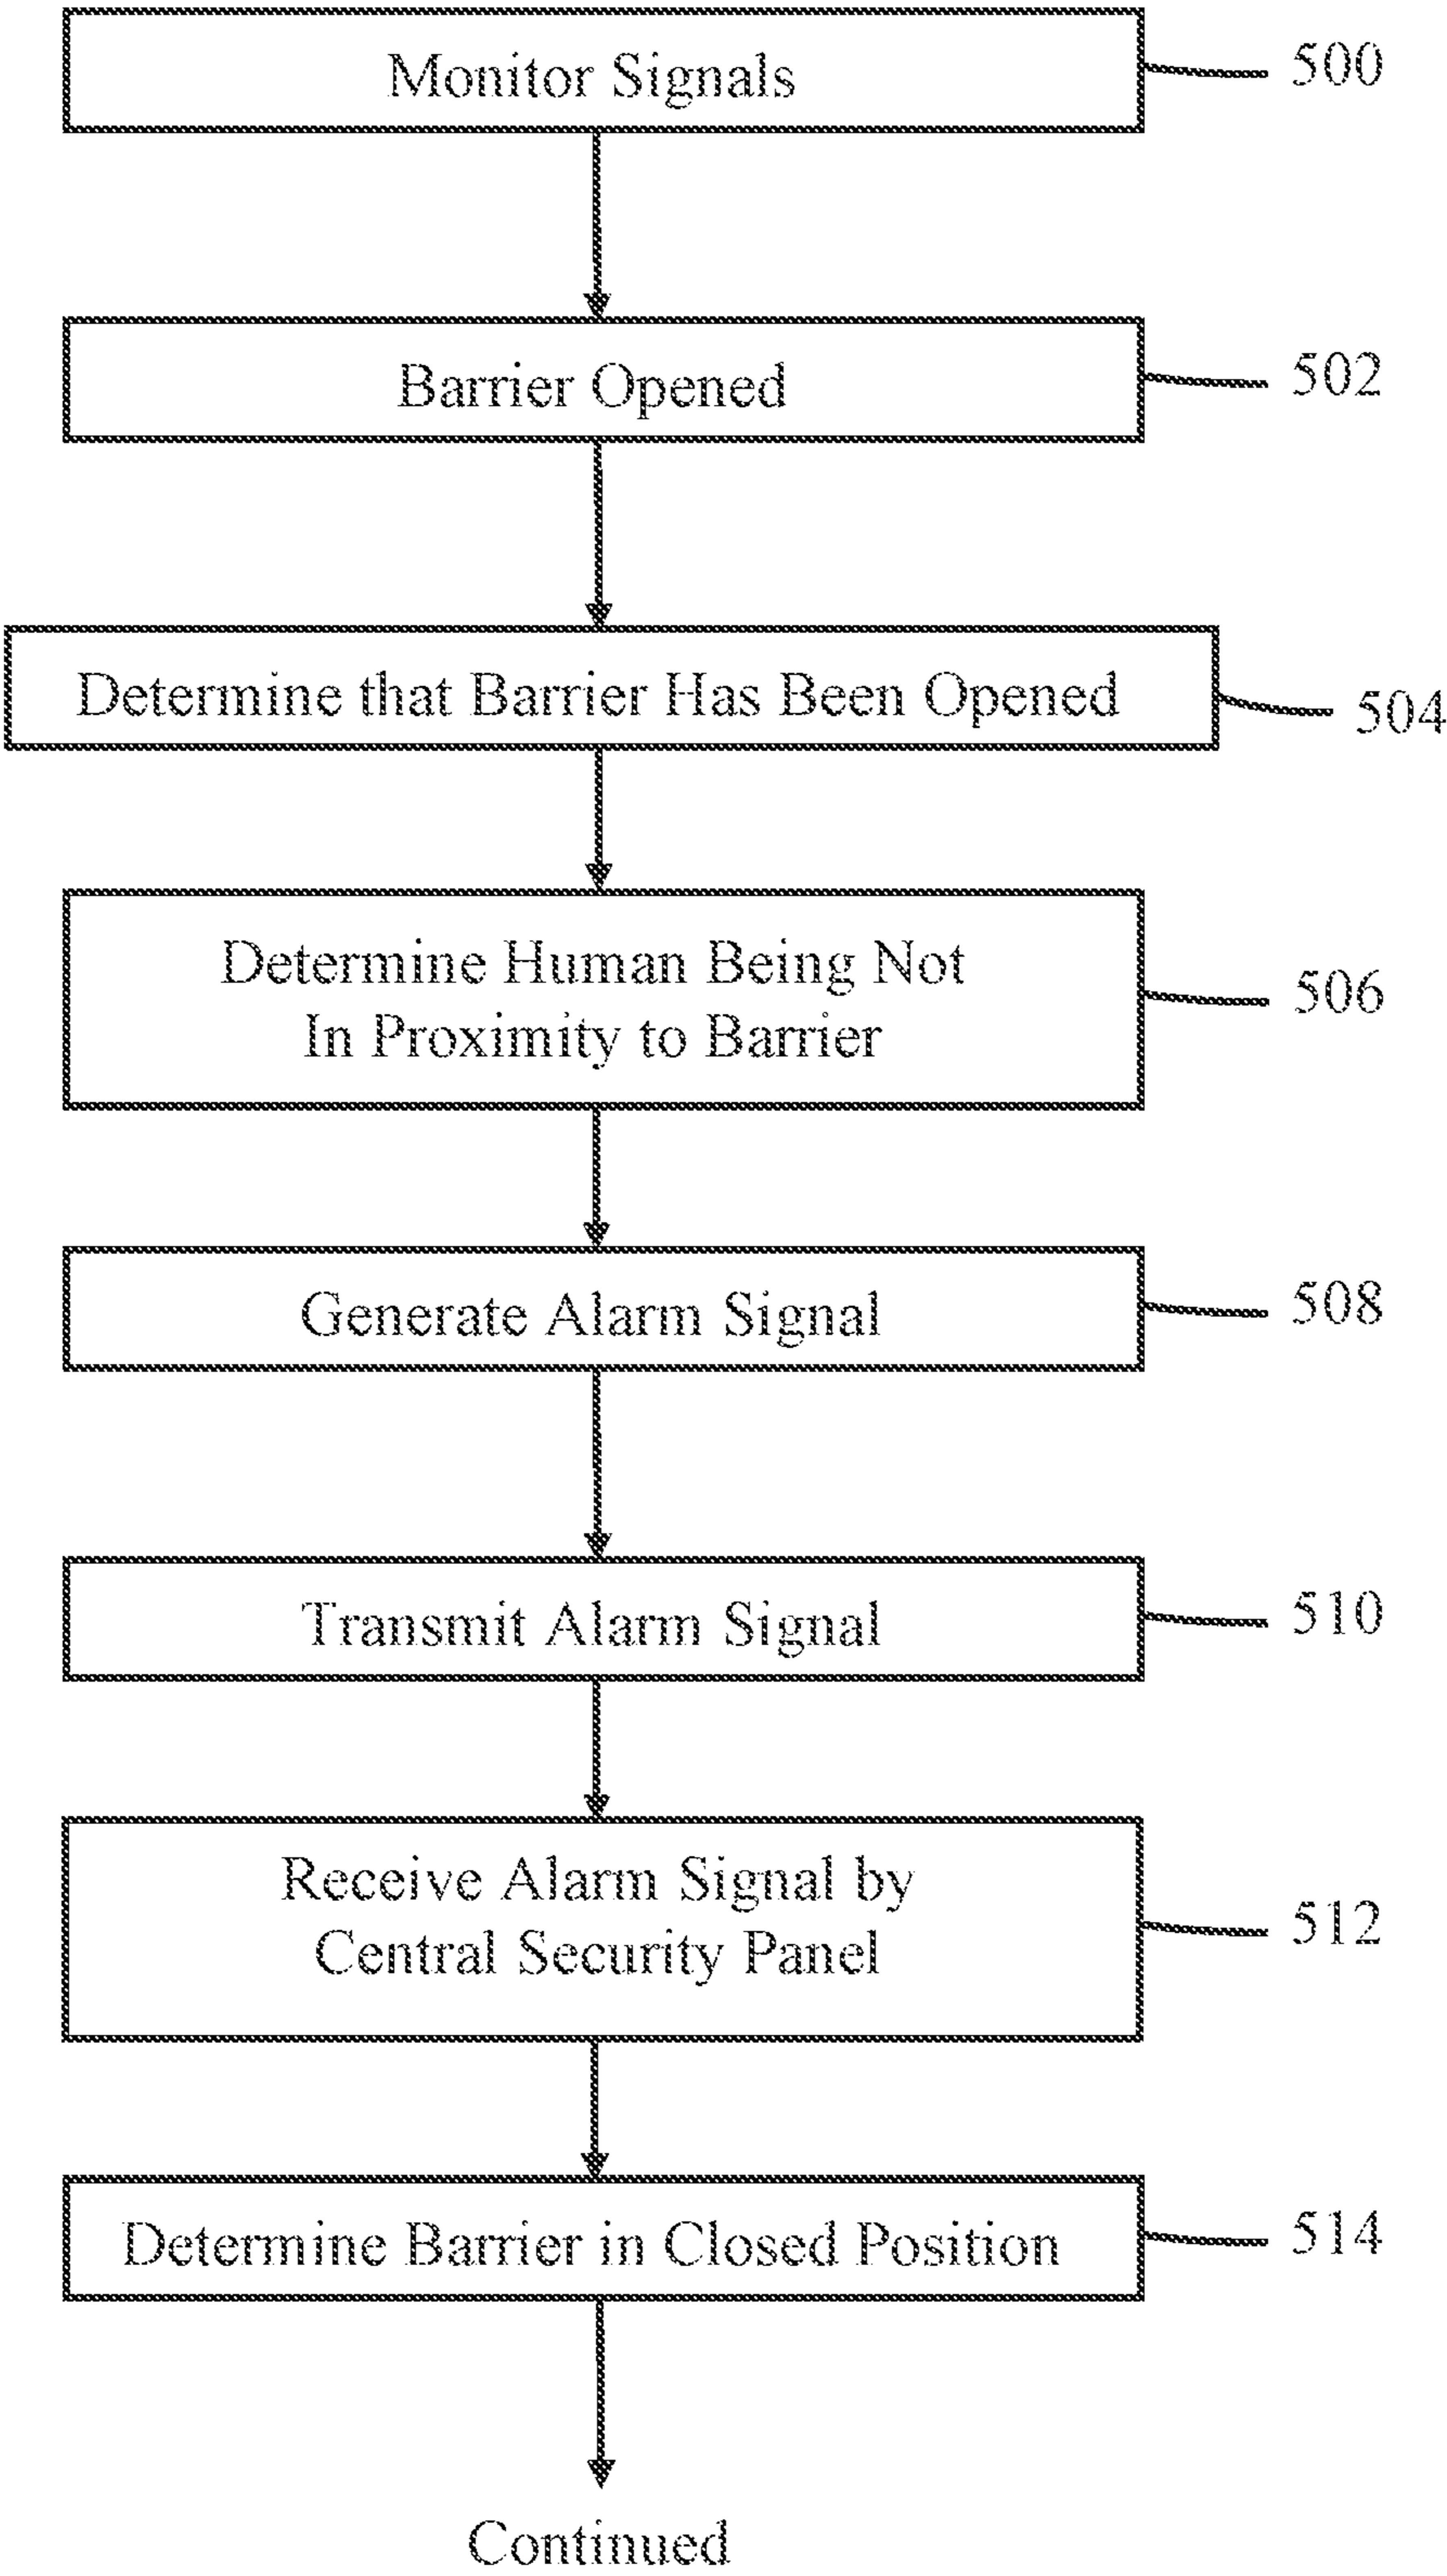 Monitor Signals
500
Barrier Opened
502
Determine that Barrier Has Been Opened
504
Determine Human Being Not
In Proximity to Barrier
506
Generate Alarm Signal
508
Transmit Alarm Signal
510
Receive Alarm Signal by
Central Security Panel
512
Determine Barrier in Closed Position
514
Continued